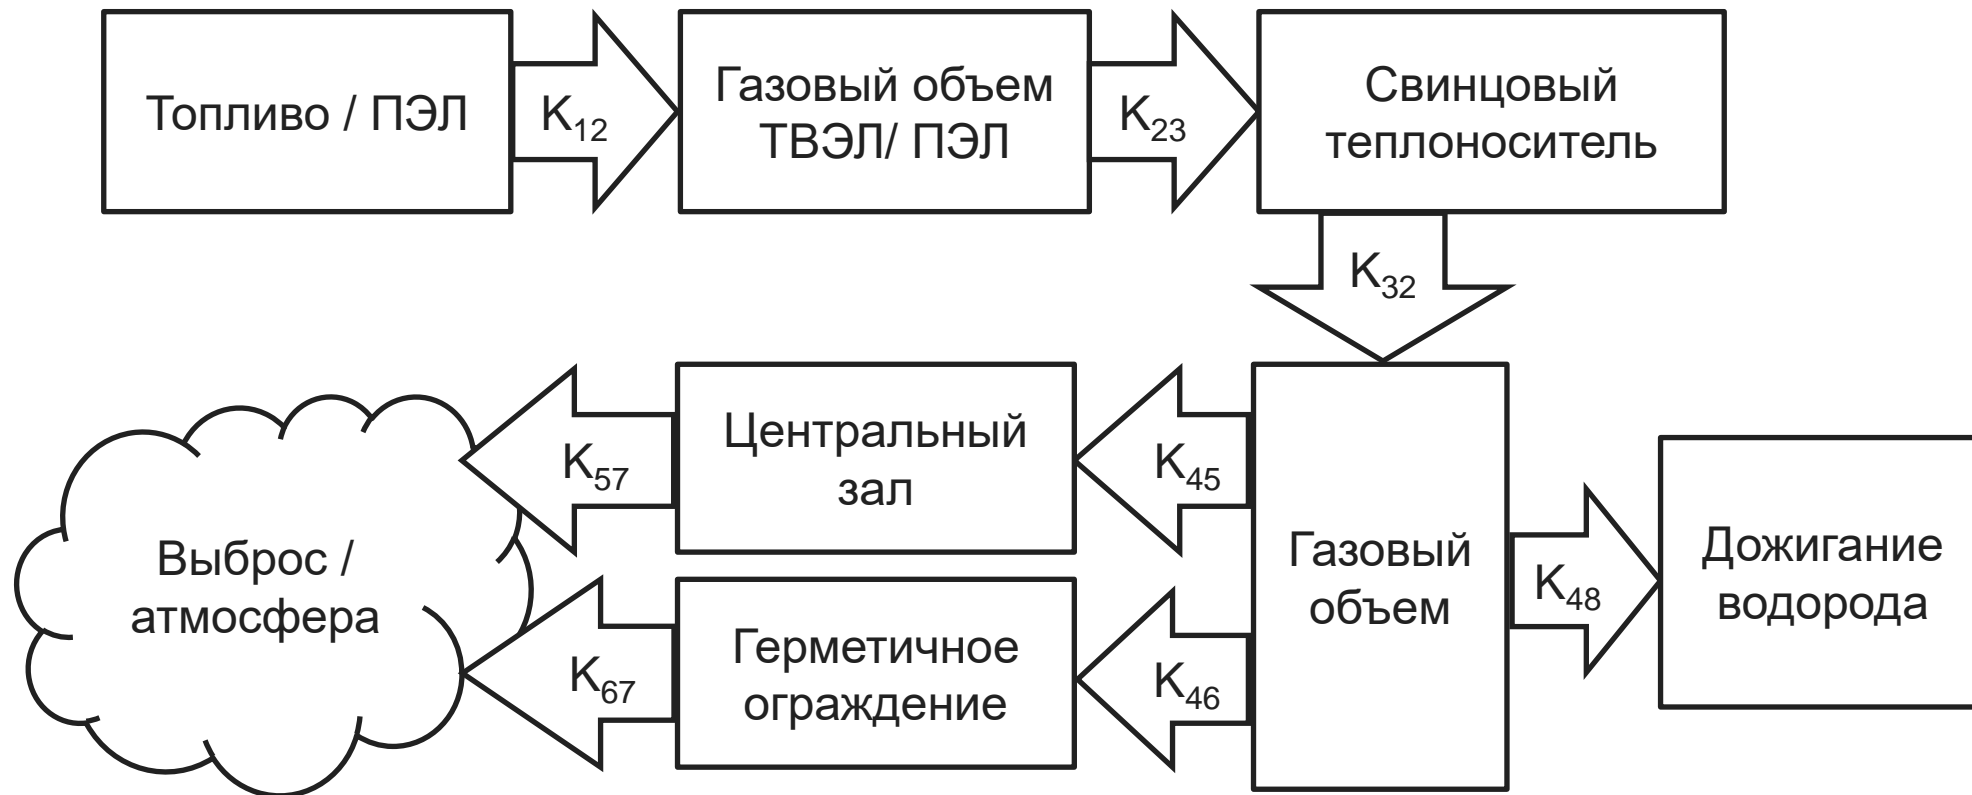 Топливо / ПЭЛ
K12
Газовый объем
ТВЭЛ/ ПЭЛ
K23
Свинцовый
теплоноситель
K32
Выброс /
атмосфера
K57
Центральный
зал
K45
K67
Герметичное
ограждение
K46
Газовый
объем
K48
Дожигание
водорода